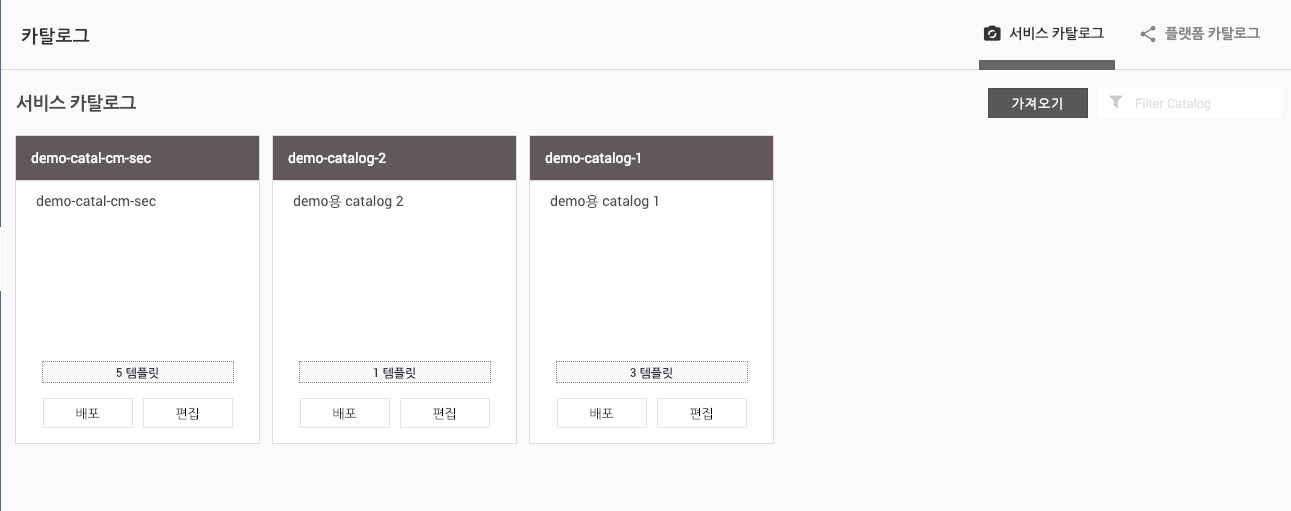 카탈로그
서비스 카탈로그
플랫폼 카탈로그
서비스 카탈로그
가져오기
Filter Catalog
demo-catal-cm-sec
demo-catal-cm-sec
5 템플릿
배포
편집
demo-catalog-2
demo용 catalog 2
1 템플릿
배포
편집
demo-catalog-1
demo용 catalog 1
3 템플릿
배포
편집